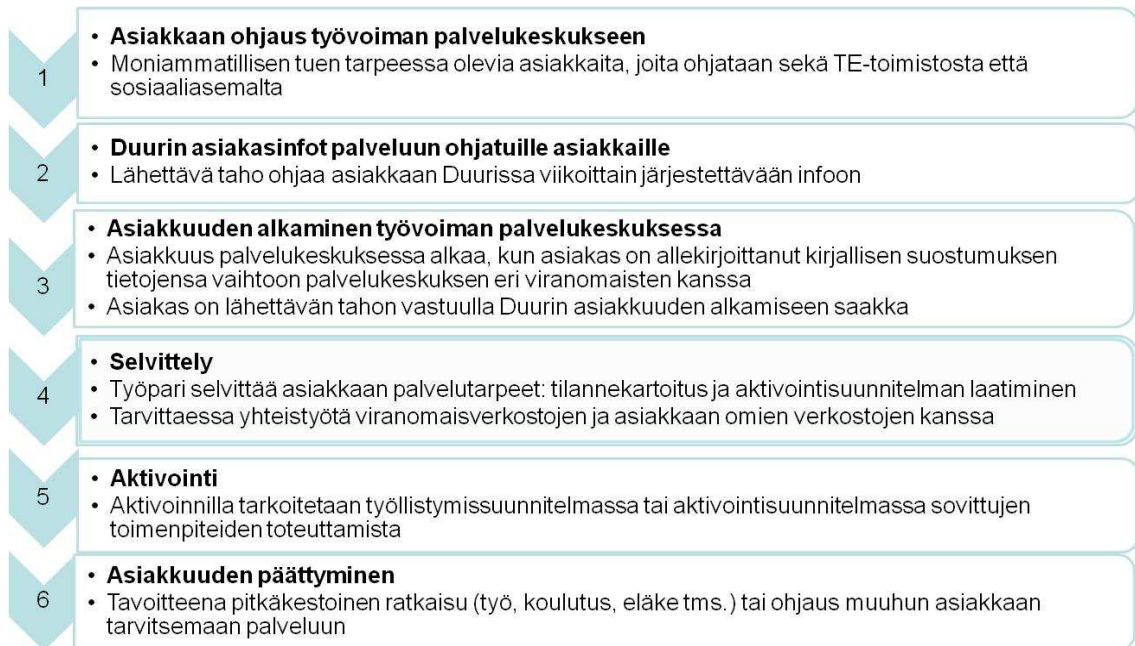 1
• Asiakkaan ohjaus työvoiman palvelukeskukseen
• Moniammatillisen tuen tarpeessa olevia asiakkaita, joita ohjataan sekä TE-toimistosta että
sosiaaliasemalta
2
• Duurin asiakasinfot palveluun ohjatuille asiakkaille
• Lähettävä taho ohjaa asiakkaan Duurissa viikoittain järjestettävään infoon
3
• Asiakkuuden alkaminen työvoiman palvelukeskuksessa
• Asiakkuus palvelukeskuksessa alkaa, kun asiakas on allekirjoittanut kirjallisen suostumuksen
tietojensa vaihtoon palvelukeskuksen eri viranomaisten kanssa
• Asiakas on lähettävän tahon vastuulla Duurin asiakkuuden alkamiseen saakka
4
• Selvittely
• Työpari selvittää asiakkaan palvelutarpeet: tilannekartoitus ja aktivointisuunnitelman laatiminen
• Tarvittaessa yhteistyötä viranomaisverkostojen ja asiakkaan omien verkostojen kanssa
5
• Aktivointi
• Aktivoinnilla tarkoitetaan työllistymissuunnitelmassa tai aktivointisuunnitelmassa sovittujen
toimenpiteiden toteuttamista
6
• Asiakkuuden päättyminen
• Tavoitteena pitkäkestoinen ratkaisu (työ, koulutus, eläke tms.) tai ohjaus muuhun asiakkaan
tarvitsemaan palveluun